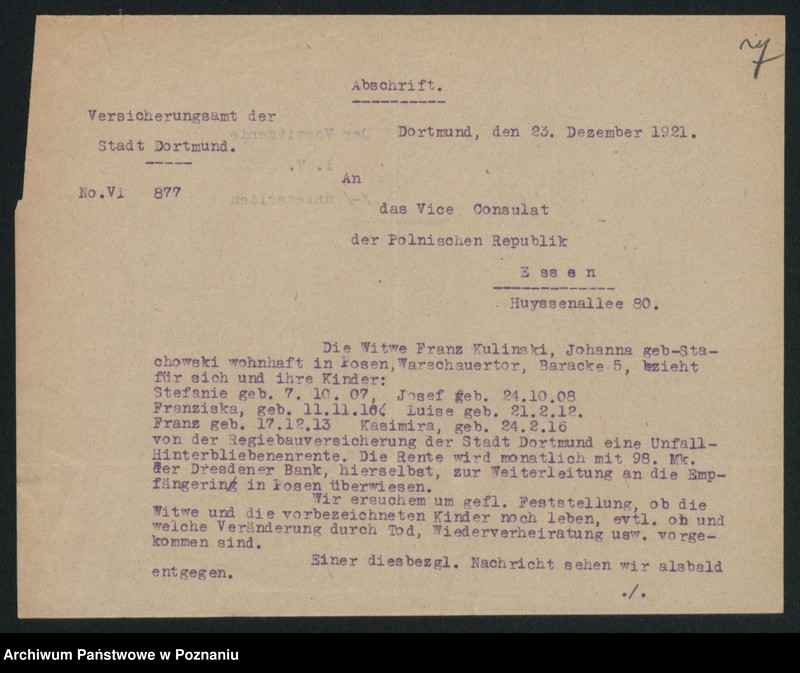 Abschrift.
Versicherungsamt der
Stadt Dortmund.
Dortmund, den 23. Dezember 1921.
No.VI 877
An
das Vice Consulat
der Polnischen Republik
E ss e n
Huyssenallee 80.
Die Witwe Franz Kulinski, Johanna geb-Sta-
chowski wohnhaft in Posen,Warschauertor, Baracke 5, bezieht
für sich und ihre Kinder:
Stefanie geb. 7. 10. 07, Josef geb. 24.10.08
Franziska, geb. 11.11.10 Luise geb. 21.2.12.
Franz geb. 17.12.13 Kasimira, geb. 24.2.16
von der Regiebauversicherung der Stadt Dortmund eine Unfall-
Hinterbliebenenrente. Die Rente wird monatlich mit 98. Mk.
der Dresdener Bank, hierselbst, zur Weiterleitung an die Emp-
fängerin in Posen überwiesen.
Wir ersuchem um gefl. Feststellung, ob die
Witwe und die vorbezeichneten Kinder noch leben, evtl. ob und
welche Veränderung durch Tod, Wiederverheiratung usw. vorge-
kommen sind.
Einer diesbezgl. Nachricht sehen wir alsbald
entgegen.
./.
Archiwum Państwowe w Poznaniu